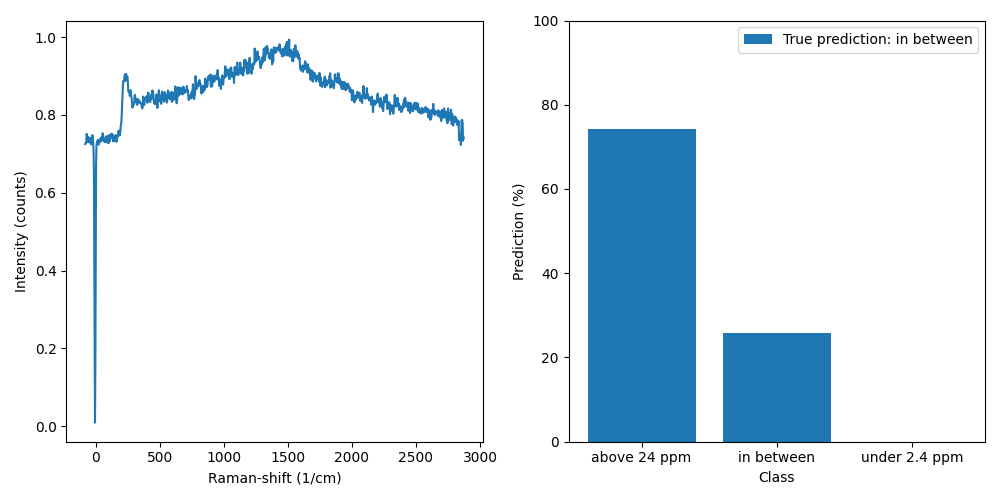 1.0
0.8
0.6
0.4
0.2
0.0
Intensity (counts)
0 500 1000 1500 2000 2500 3000
Raman-shift (1/cm)
100
80
60
40
20
0
Prediction (%)
True prediction: in between
above 24 ppm in between under 2.4 ppm
Class